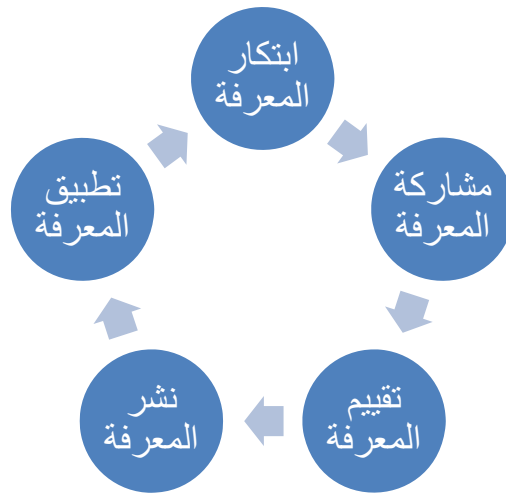 ابتكار
المعرفة
مشاركة
المعرفة
تقييم
المعرفة
نشر
المعرفة
تطبيق
المعرفة